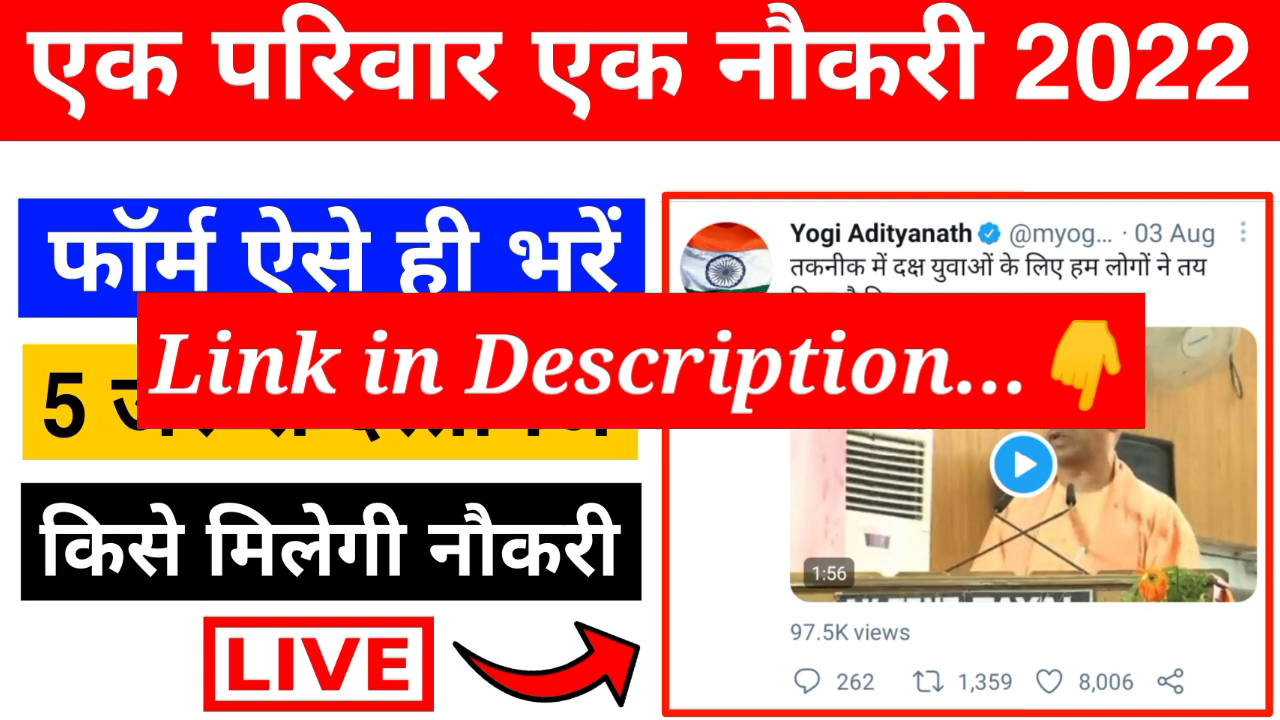 एक परिवार एक नौकरी 2022
फॉर्म ऐसे ही भरें
Link in Description...
5
किसे मिलेगी नौकरी
LIVE
Yogi Adityanath @myog... · 03 Aug
तकनीक में दक्ष युवाओं के लिए हम लोगों ने तय
1:56
97.5K views
262 1,359 8,006